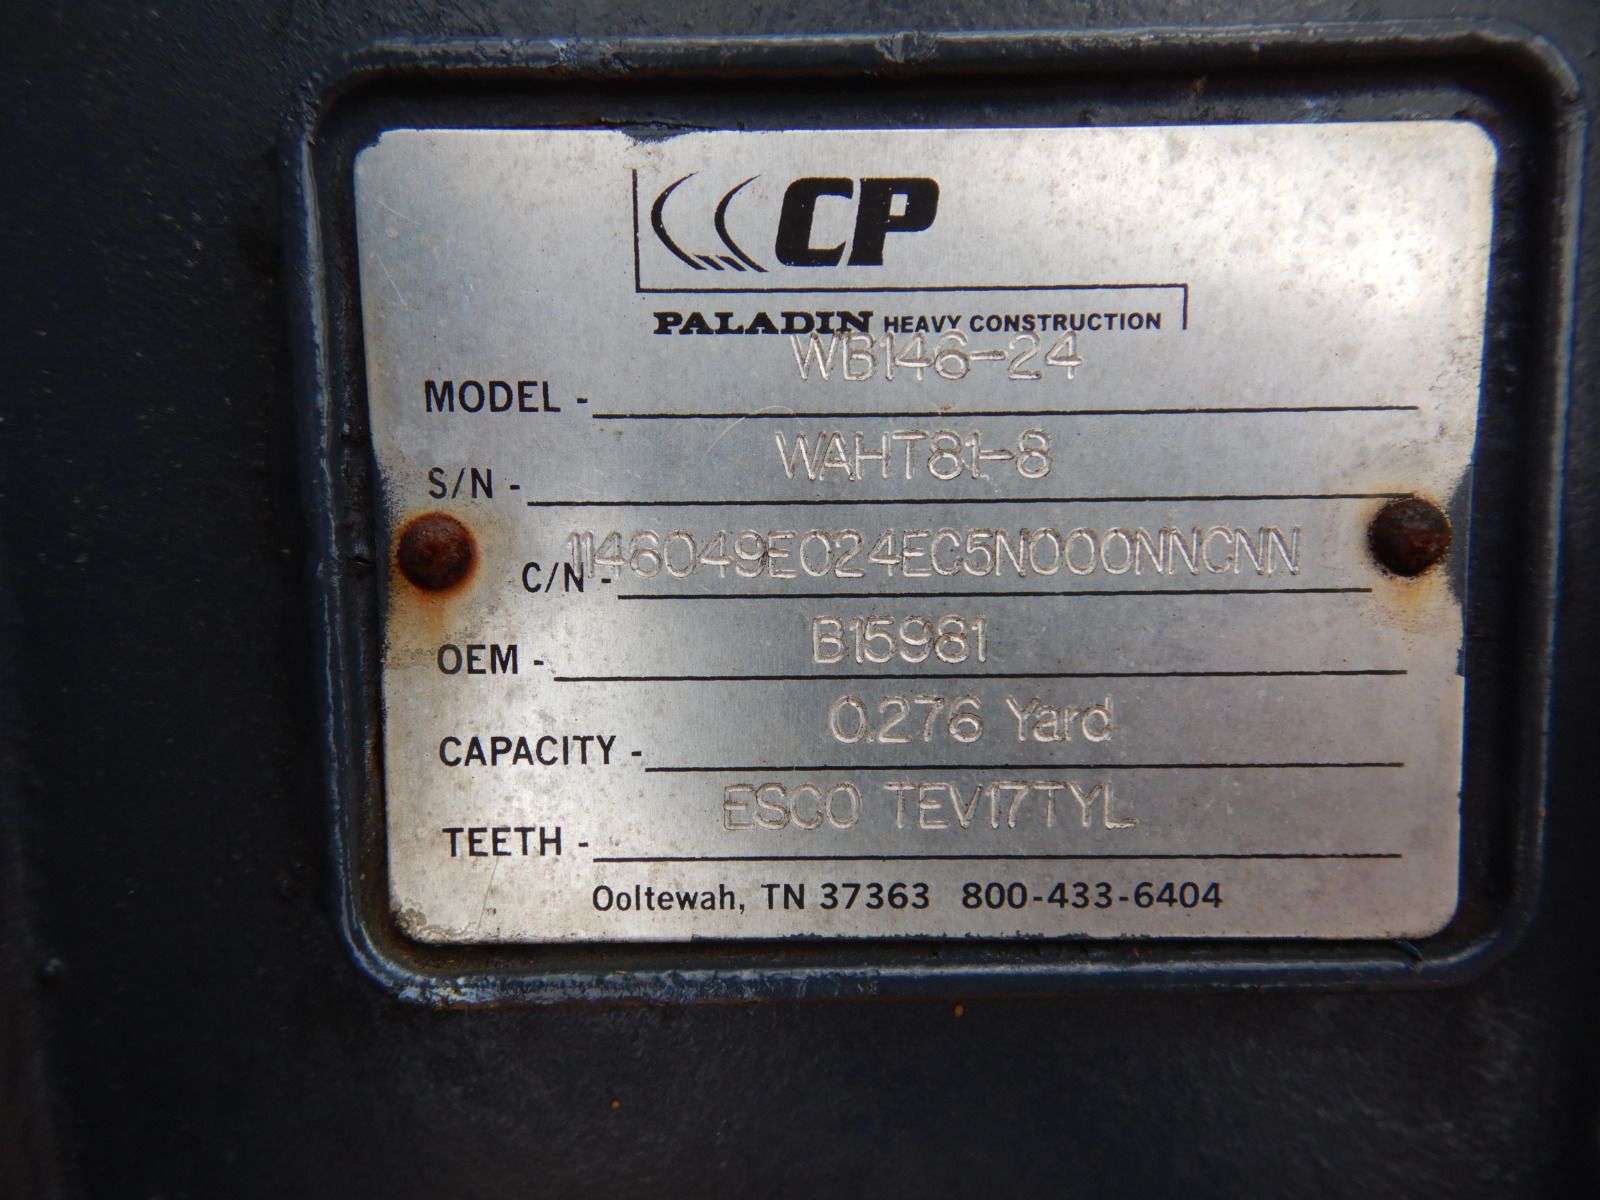 CP
PALADIN HEAVY CONSTRUCTION
MODEL - WB146-24
S/N - WAHT81-8
C/N - 1146049E024EC5N000NNCNN
OEM - B15981
CAPACITY - 0.276 Yard
TEETH - ESCO TEV17TYL
Ooltewah, TN 37363 800-433-6404